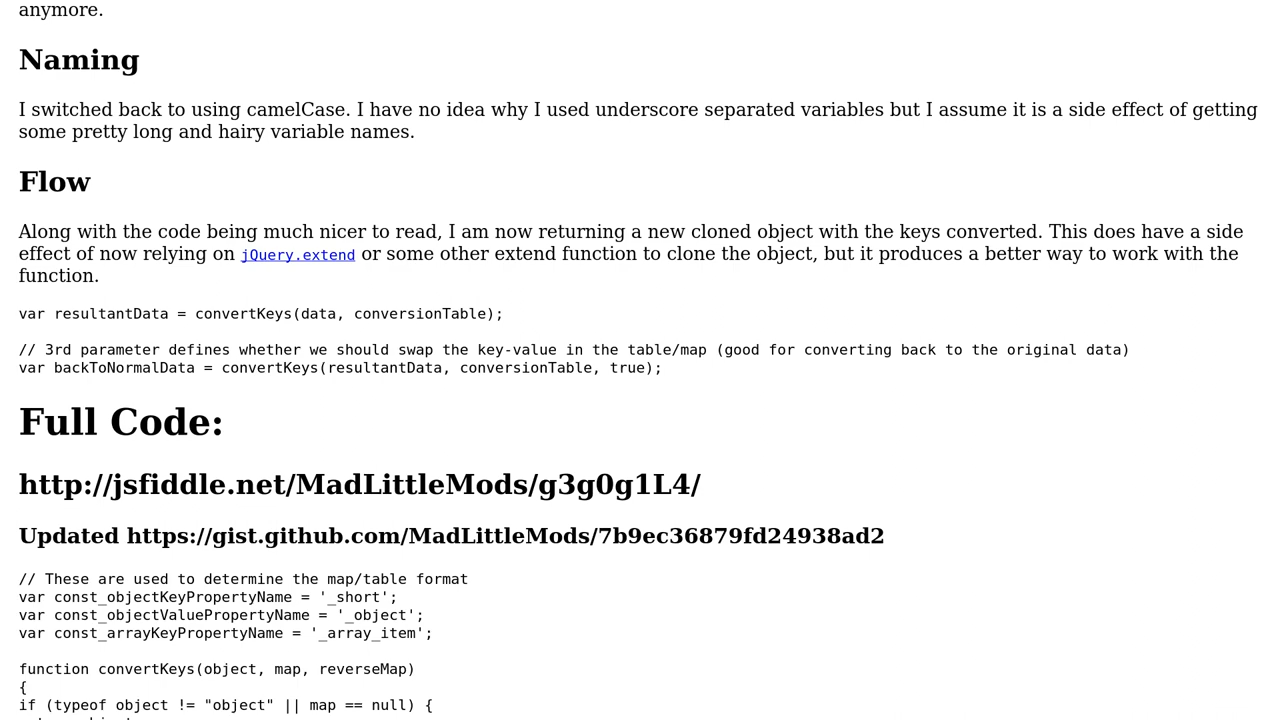 anymore.
Naming
I switched back to using camelCase. I have no idea why I used underscore separated variables but I assume it is a side effect of getting
some pretty long and hairy variable names.
Flow
Along with the code being much nicer to read, I am now returning a new cloned object with the keys converted. This does have a side
effect of now relying on jQuery.extend or some other extend function to clone the object, but it produces a better way to work with the
function.
var resultantData = convertKeys(data, conversionTable);
// 3rd parameter defines whether we should swap the key-value in the table/map (good for converting back to the original data)
var backToNormalData = convertKeys(resultantData, conversionTable, true);
Full Code:
http://jsfiddle.net/MadLittleMods/g3g0g1L4/
Updated https://gist.github.com/MadLittleMods/7b9ec36879fd24938ad2
// These are used to determine the map/table format
var const_objectKeyPropertyName = '_short';
var const_objectValuePropertyName = '_object';
var const_arrayKeyPropertyName = '_array_item';
function convertKeys(object, map, reverseMap)
{
if (typeof object != "object" || map == null) {